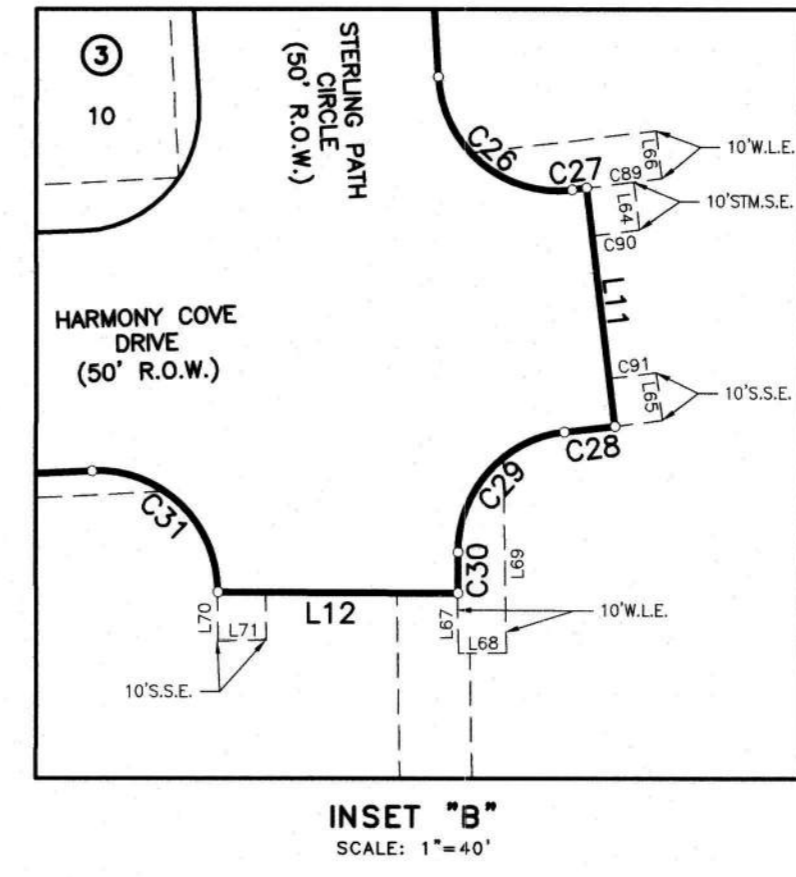 3
10
STERLING PATH
CIRCLE
(50' R.O.W.)
C26
L66
10'W.L.E.
C27
C89
L64
10'STM.S.E.
C90
L11
HARMONY COVE
DRIVE
(50' R.O.W.)
C91
L65
10'S.S.E.
C28
C29
C31
C30
L69
L70
L71
L12
L67
L68
10'W.L.E.
10'S.S.E.
INSET "B"
SCALE: 1"=40'